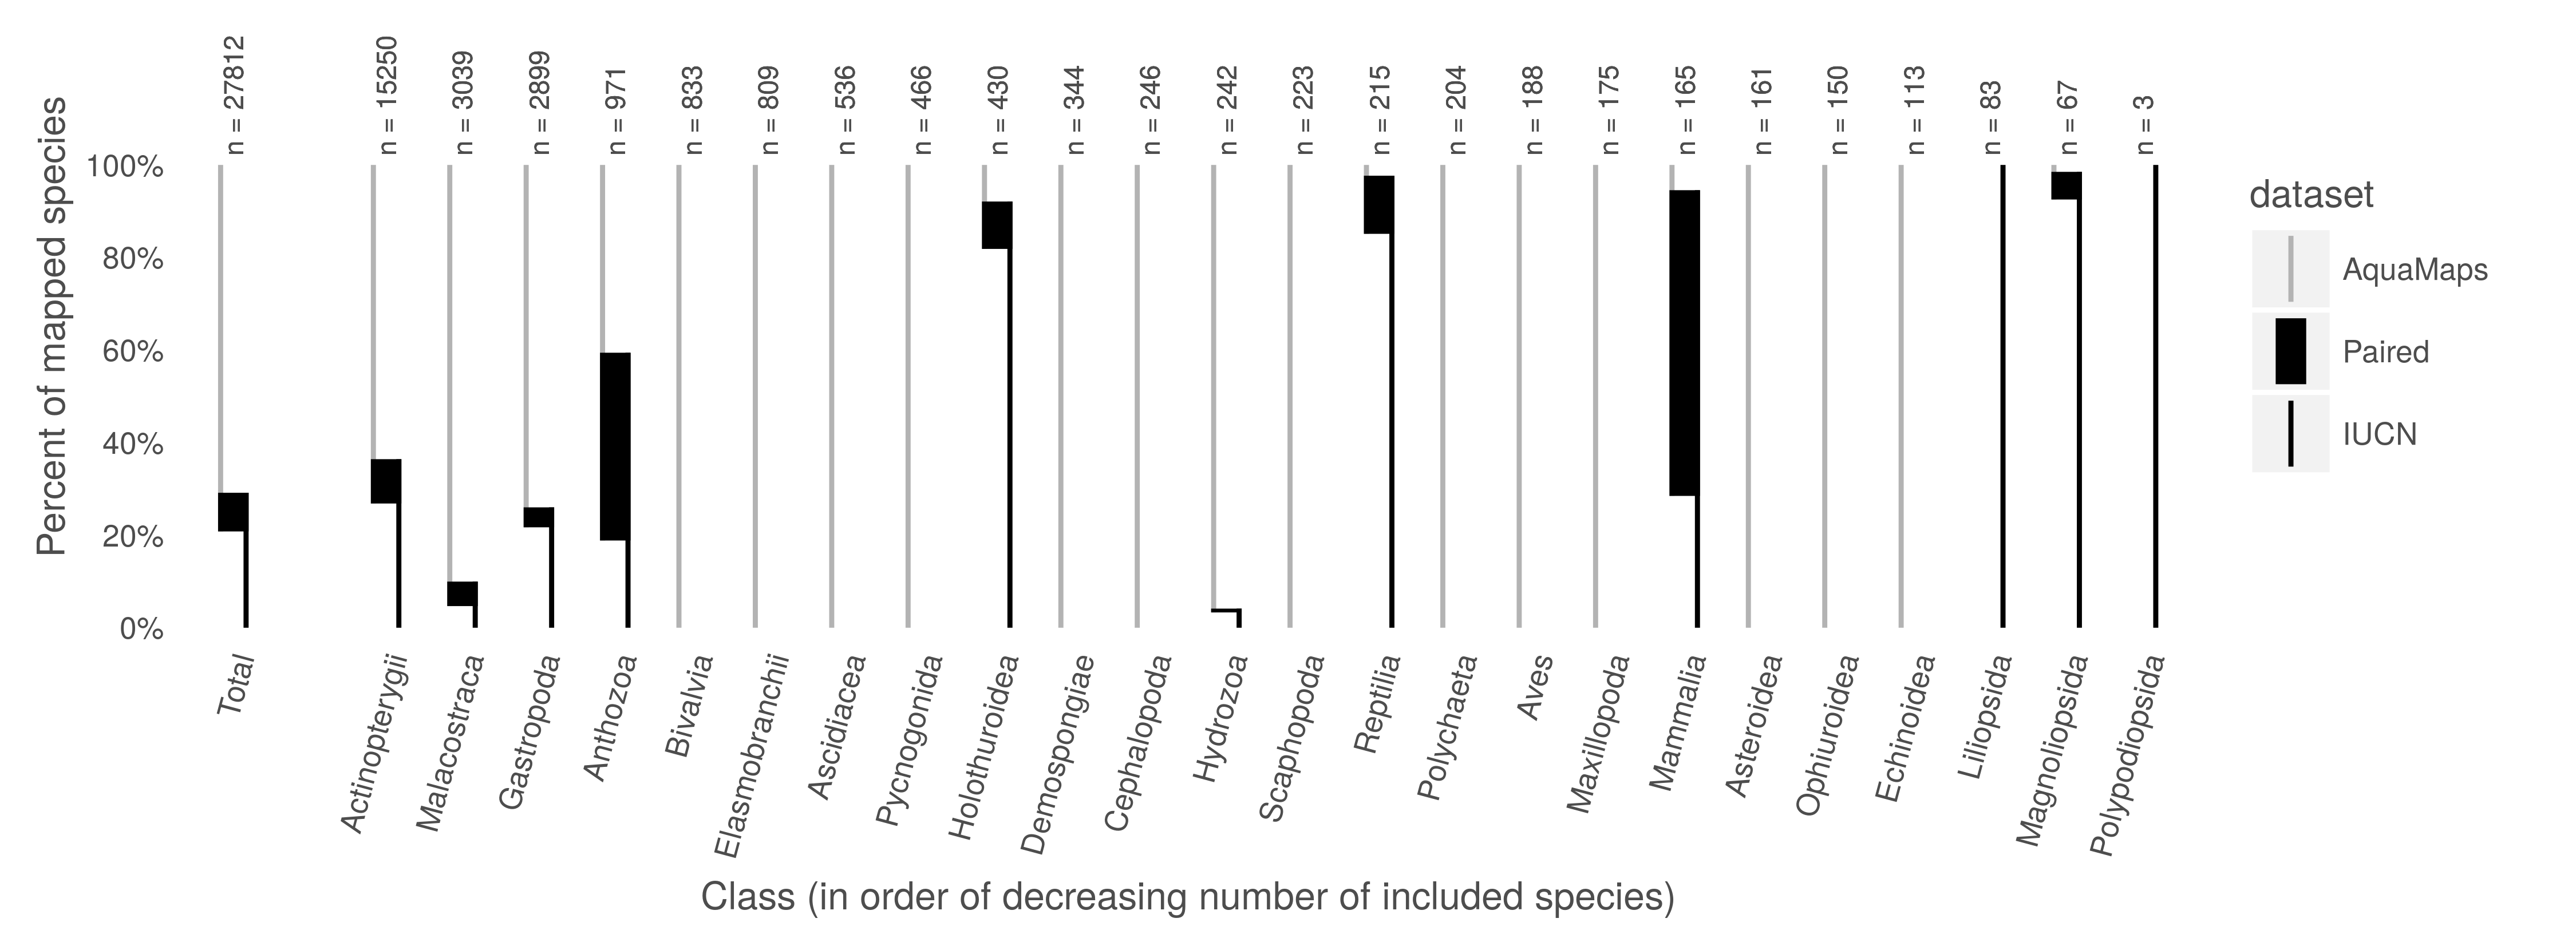 n = 27812
n = 15250
n = 3039
n = 2899
n = 971
n = 833
n = 809
n = 536
n = 466
n = 430
n = 344
n = 246
n = 242
n = 223
n = 215
n = 204
n = 188
n = 175
n = 165
n = 161
n = 150
n = 113
n = 83
n = 67
n = 3
Percent of mapped species
100%
80%
60%
40%
20%
0%
Total
Actinopterygii
Malacostraca
Gastropoda
Anthozoa
Bivalvia
Elasmobranchii
Ascidiacea
Pycnogonida
Holothuroidea
Demospongiae
Cephalopoda
Hydrozoa
Scaphopoda
Reptilia
Polychaeta
Aves
Maxillopoda
Mammalia
Asteroidea
Ophiuroidea
Echinoidea
Liliopsida
Magnoliopsida
Polypodiopsida
Class (in order of decreasing number of included species)
dataset
AquaMaps
Paired
IUCN